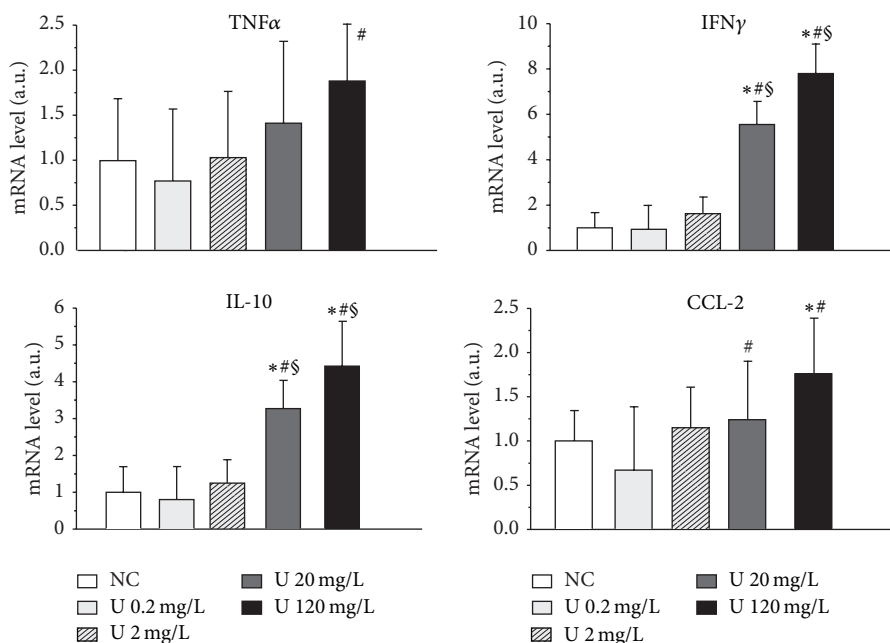 TNFα
mRNA level (a.u.)
2.5
2.0
1.5
1.0
0.5
0.0
#
IFNγ
mRNA level (a.u.)
10
8
6
4
2
0
*#§
*#§
IL-10
mRNA level (a.u.)
6
5
4
3
2
1
0
*#§
*#§
CCL-2
mRNA level (a.u.)
2.5
2.0
1.5
1.0
0.5
0.0
#
*#
NC
U 0.2 mg/L
U 2 mg/L
U 20 mg/L
U 120 mg/L
NC
U 0.2 mg/L
U 2 mg/L
U 20 mg/L
U 120 mg/L